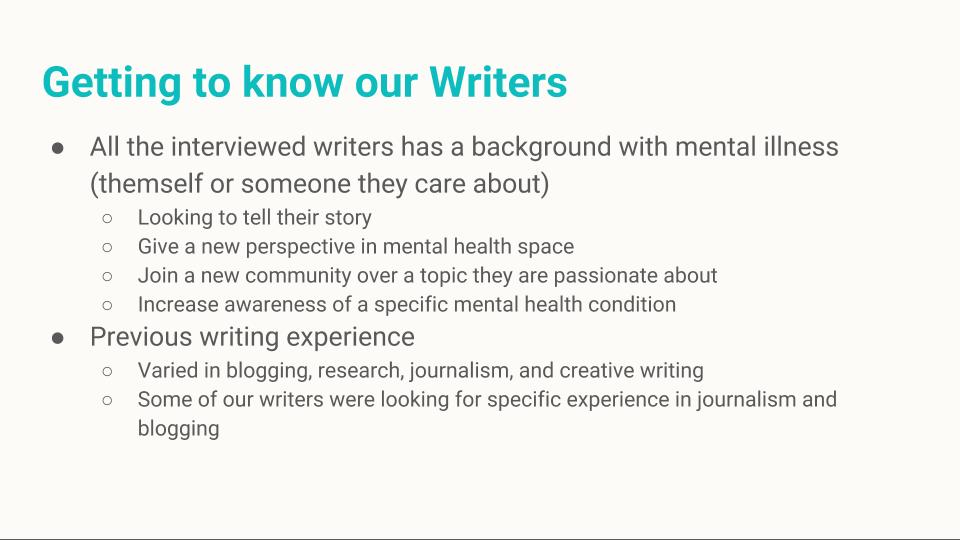 Getting to know our Writers
● All the interviewed writers has a background with mental illness
(themself or someone they care about)
○ Looking to tell their story
○ Give a new perspective in mental health space
○ Join a new community over a topic they are passionate about
○ Increase awareness of a specific mental health condition
● Previous writing experience
○ Varied in blogging, research, journalism, and creative writing
○ Some of our writers were looking for specific experience in journalism and
blogging